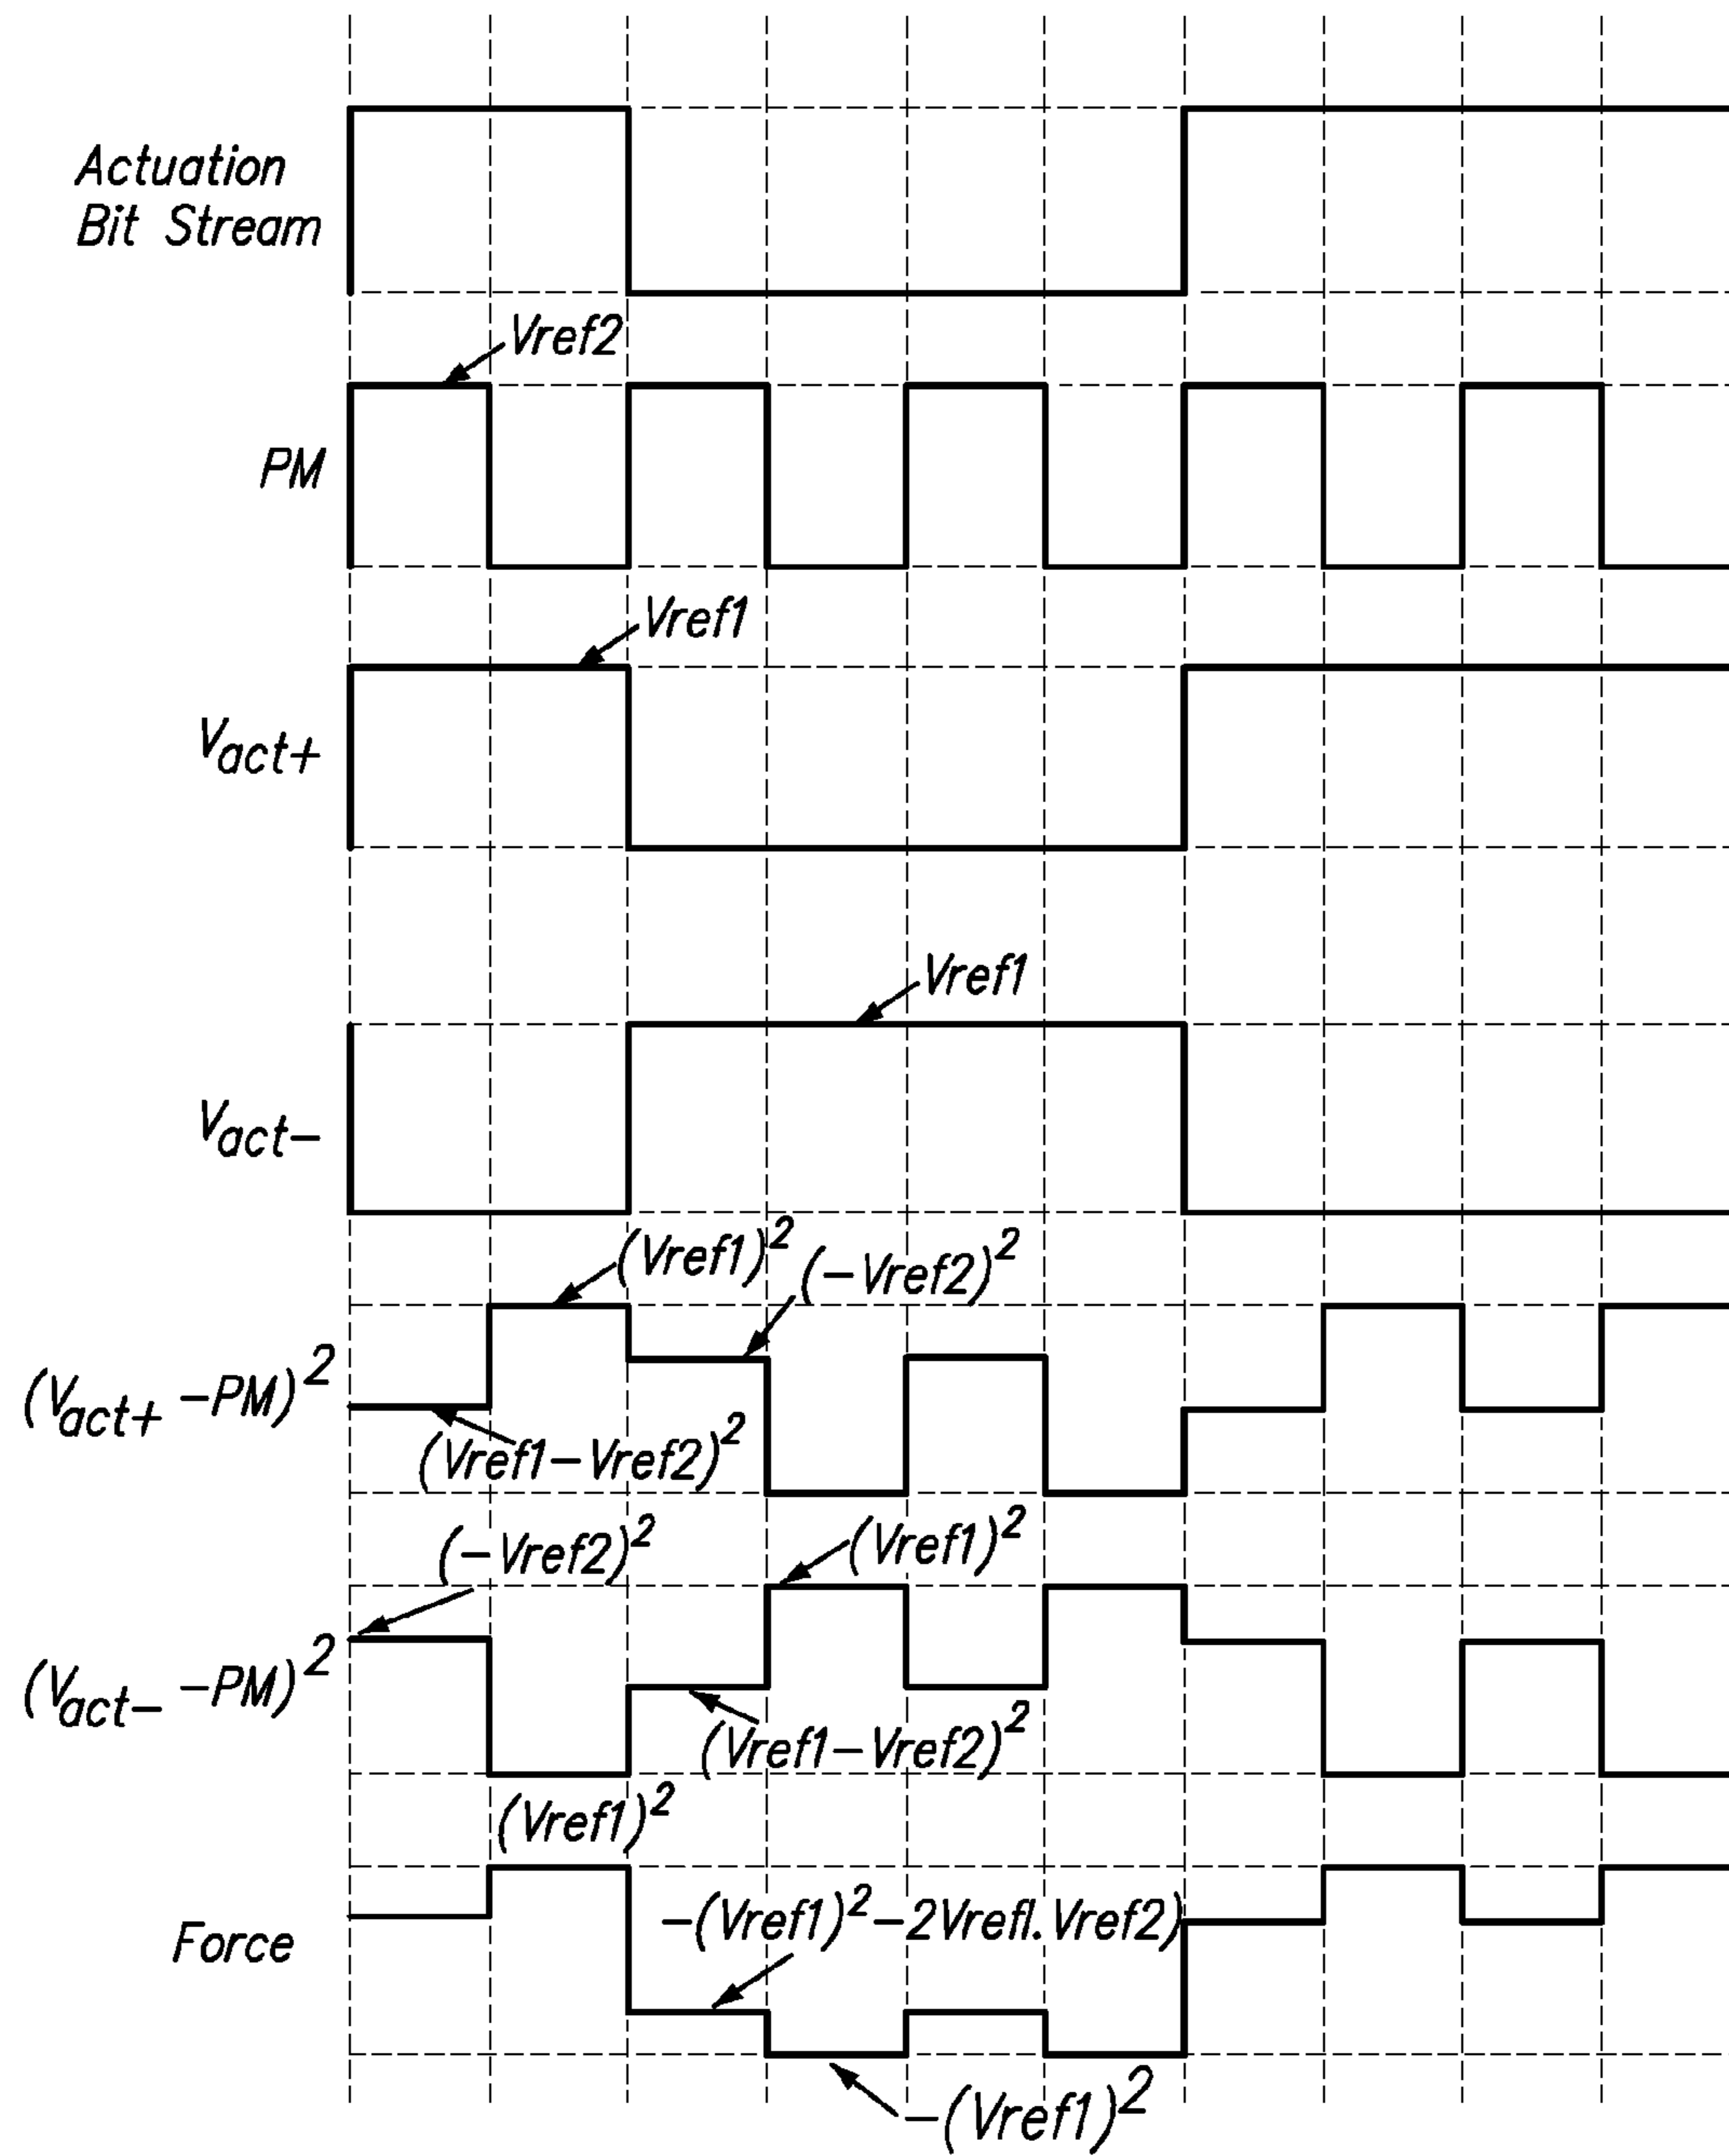 Actuation
Bit Stream
Vref2
PM
Vref1
Vact+
Vref1
Vact−
(Vref1)²
(−Vref2)²
(Vact+ −PM)²
(Vref1−Vref2)²
(−Vref2)²
(Vref1)²
(Vact− −PM)²
(Vref1−Vref2)²
(Vref1)²
−(Vref1)²−2Vrefl.Vref2)
Force
−(Vref1)²